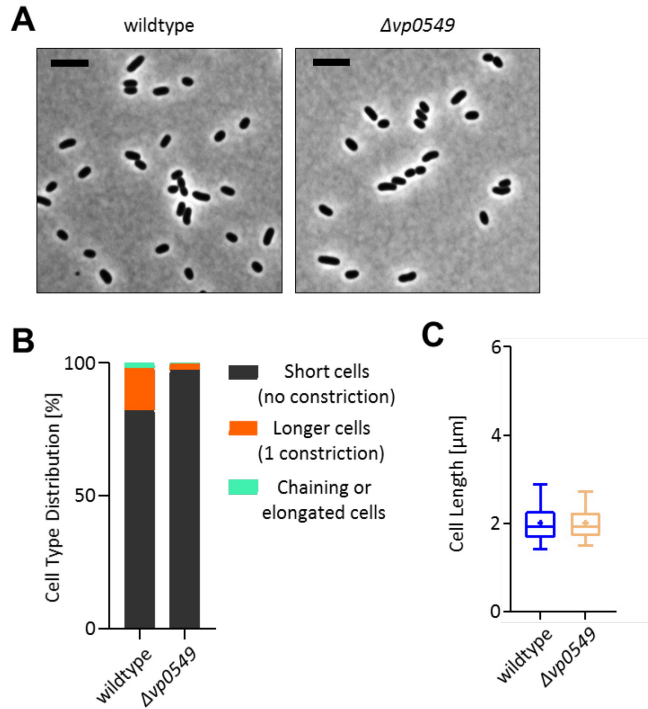 A
wildtype
Δvp0549
B
100
50
0
Cell Type Distribution [%]
wildtype
Δvp0549
Short cells
(no constriction)
Longer cells
(1 constriction)
Chaining or
elongated cells
C
6
4
2
0
Cell Length [µm]
wildtype
Δvp0549